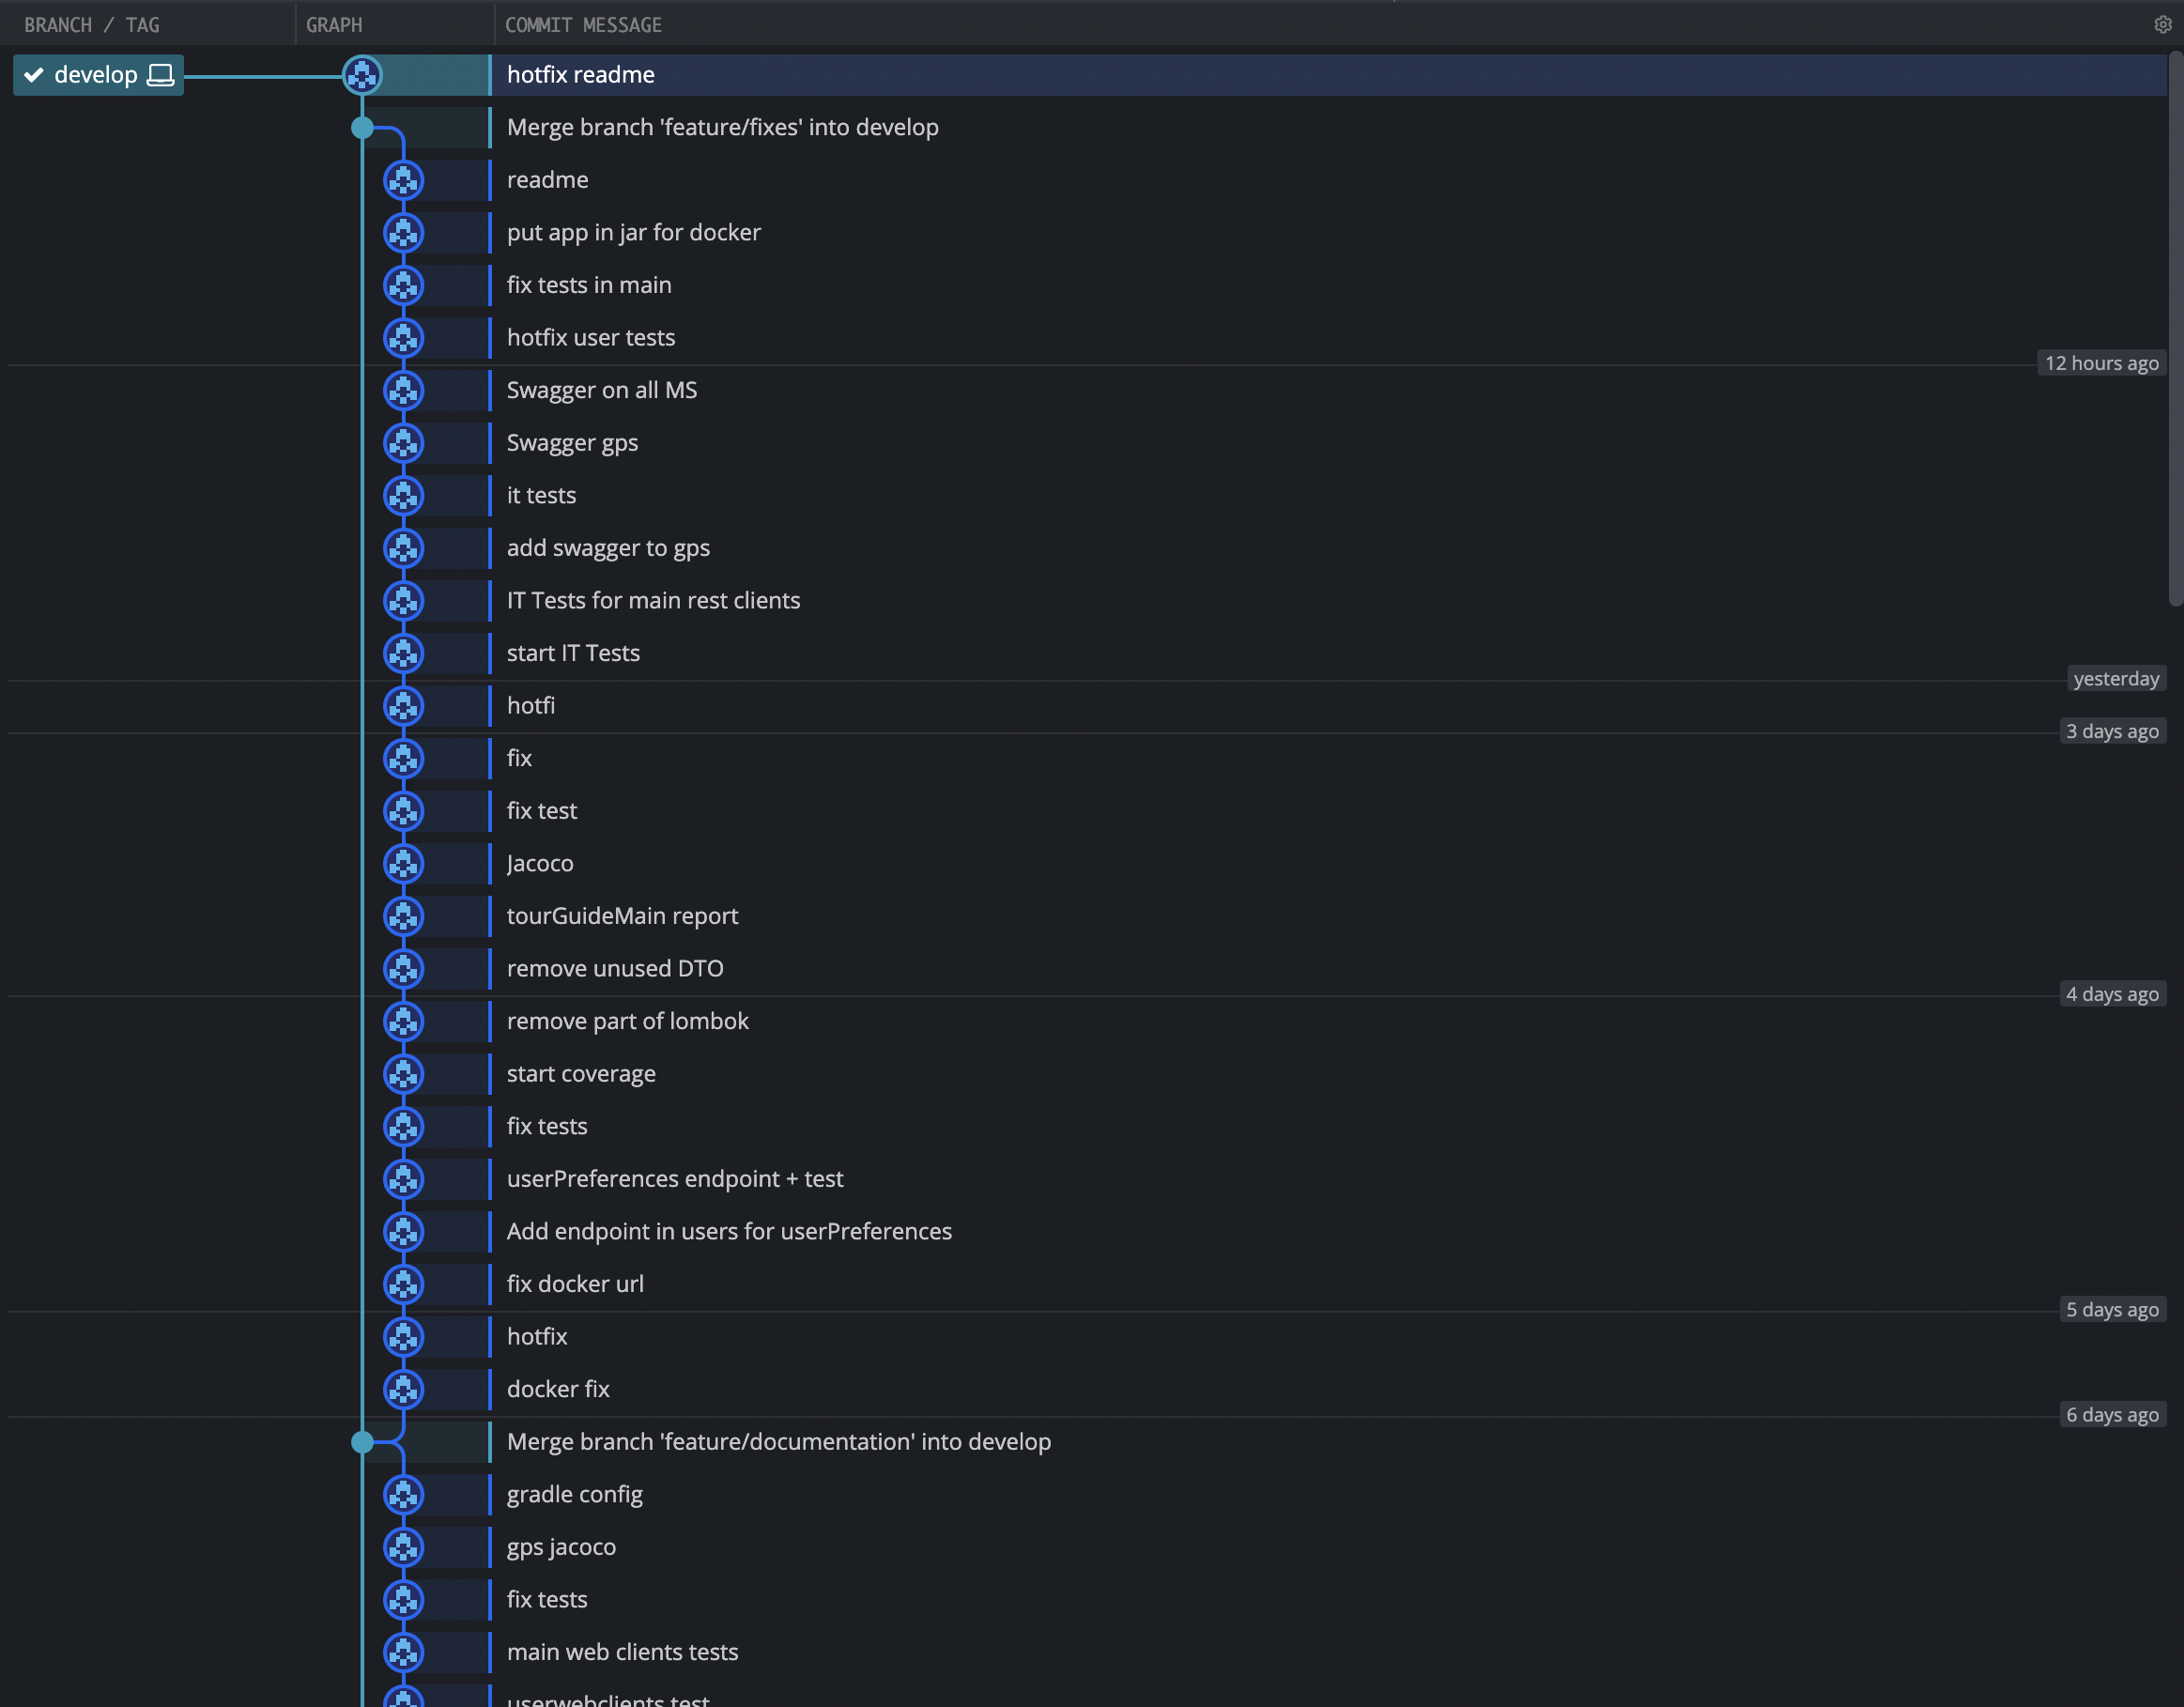 BRANCH / TAG
GRAPH
COMMIT MESSAGE
develop
hotfix readme
Merge branch 'feature/fixes' into develop
readme
put app in jar for docker
fix tests in main
hotfix user tests
12 hours ago
Swagger on all MS
Swagger gps
it tests
add swagger to gps
IT Tests for main rest clients
start IT Tests
yesterday
hotfi
3 days ago
fix
fix test
Jacoco
tourGuideMain report
remove unused DTO
4 days ago
remove part of lombok
start coverage
fix tests
userPreferences endpoint + test
Add endpoint in users for userPreferences
fix docker url
5 days ago
hotfix
docker fix
6 days ago
Merge branch 'feature/documentation' into develop
gradle config
gps jacoco
fix tests
main web clients tests
userwebclients test